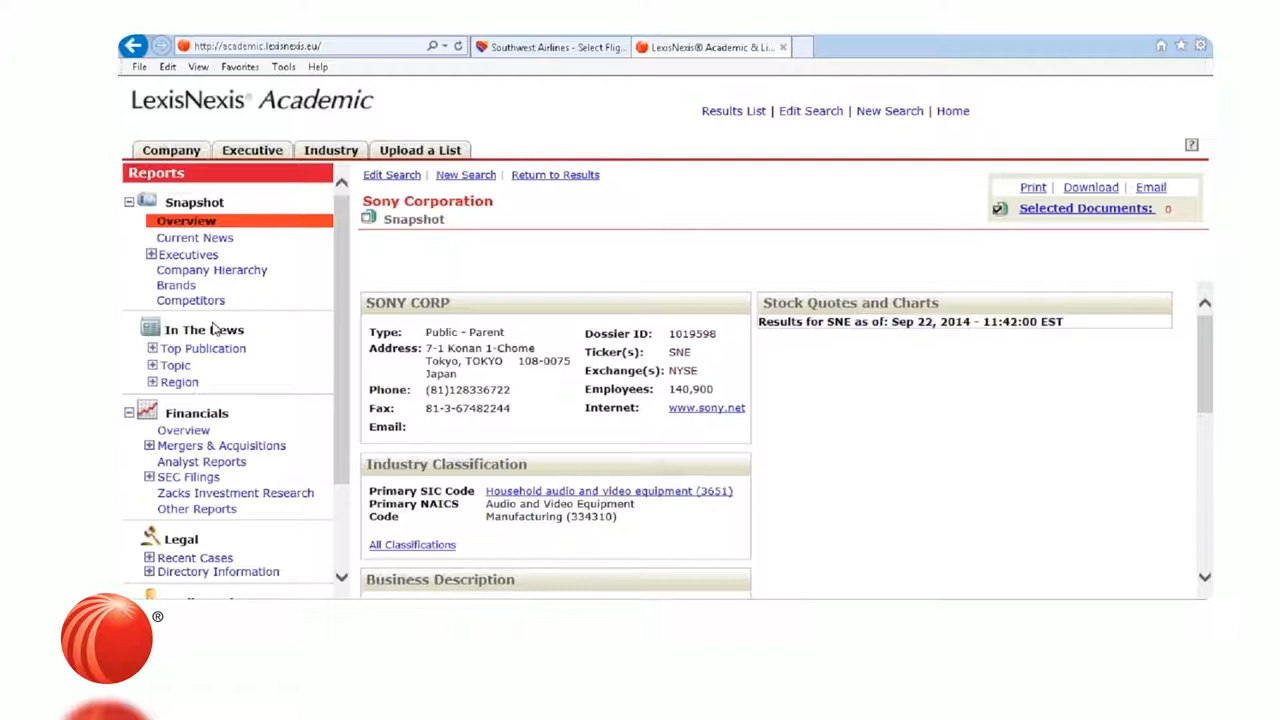 http://academic.lexisnexis.eu/
Southwest Airlines - Select Flig...
LexisNexis® Academic & Li...
File Edit View Favorites Tools Help
LexisNexis® Academic
Results List | Edit Search | New Search | Home
Company Executive Industry Upload a List
?
Reports
Snapshot
Overview
Current News
Executives
Company Hierarchy
Brands
Competitors
In The News
Top Publication
Topic
Region
Financials
Overview
Mergers & Acquisitions
Analyst Reports
SEC Filings
Zacks Investment Research
Other Reports
Legal
Recent Cases
Directory Information
Edit Search | New Search | Return to Results
Sony Corporation
Snapshot
Print | Download | Email
Selected Documents: 0
SONY CORP
Type: Public - Parent
Address: 7-1 Konan 1-Chome
Tokyo, TOKYO 108-0075
Japan
Phone: (81)128336722
Fax: 81-3-67482244
Email:
Dossier ID: 1019598
Ticker(s): SNE
Exchange(s): NYSE
Employees: 140,900
Internet: www.sony.net
Industry Classification
Primary SIC Code Household audio and video equipment (3651)
Primary NAICS Audio and Video Equipment
Code Manufacturing (334310)
All Classifications
Business Description
Stock Quotes and Charts
Results for SNE as of: Sep 22, 2014 - 11:42:00 EST
®